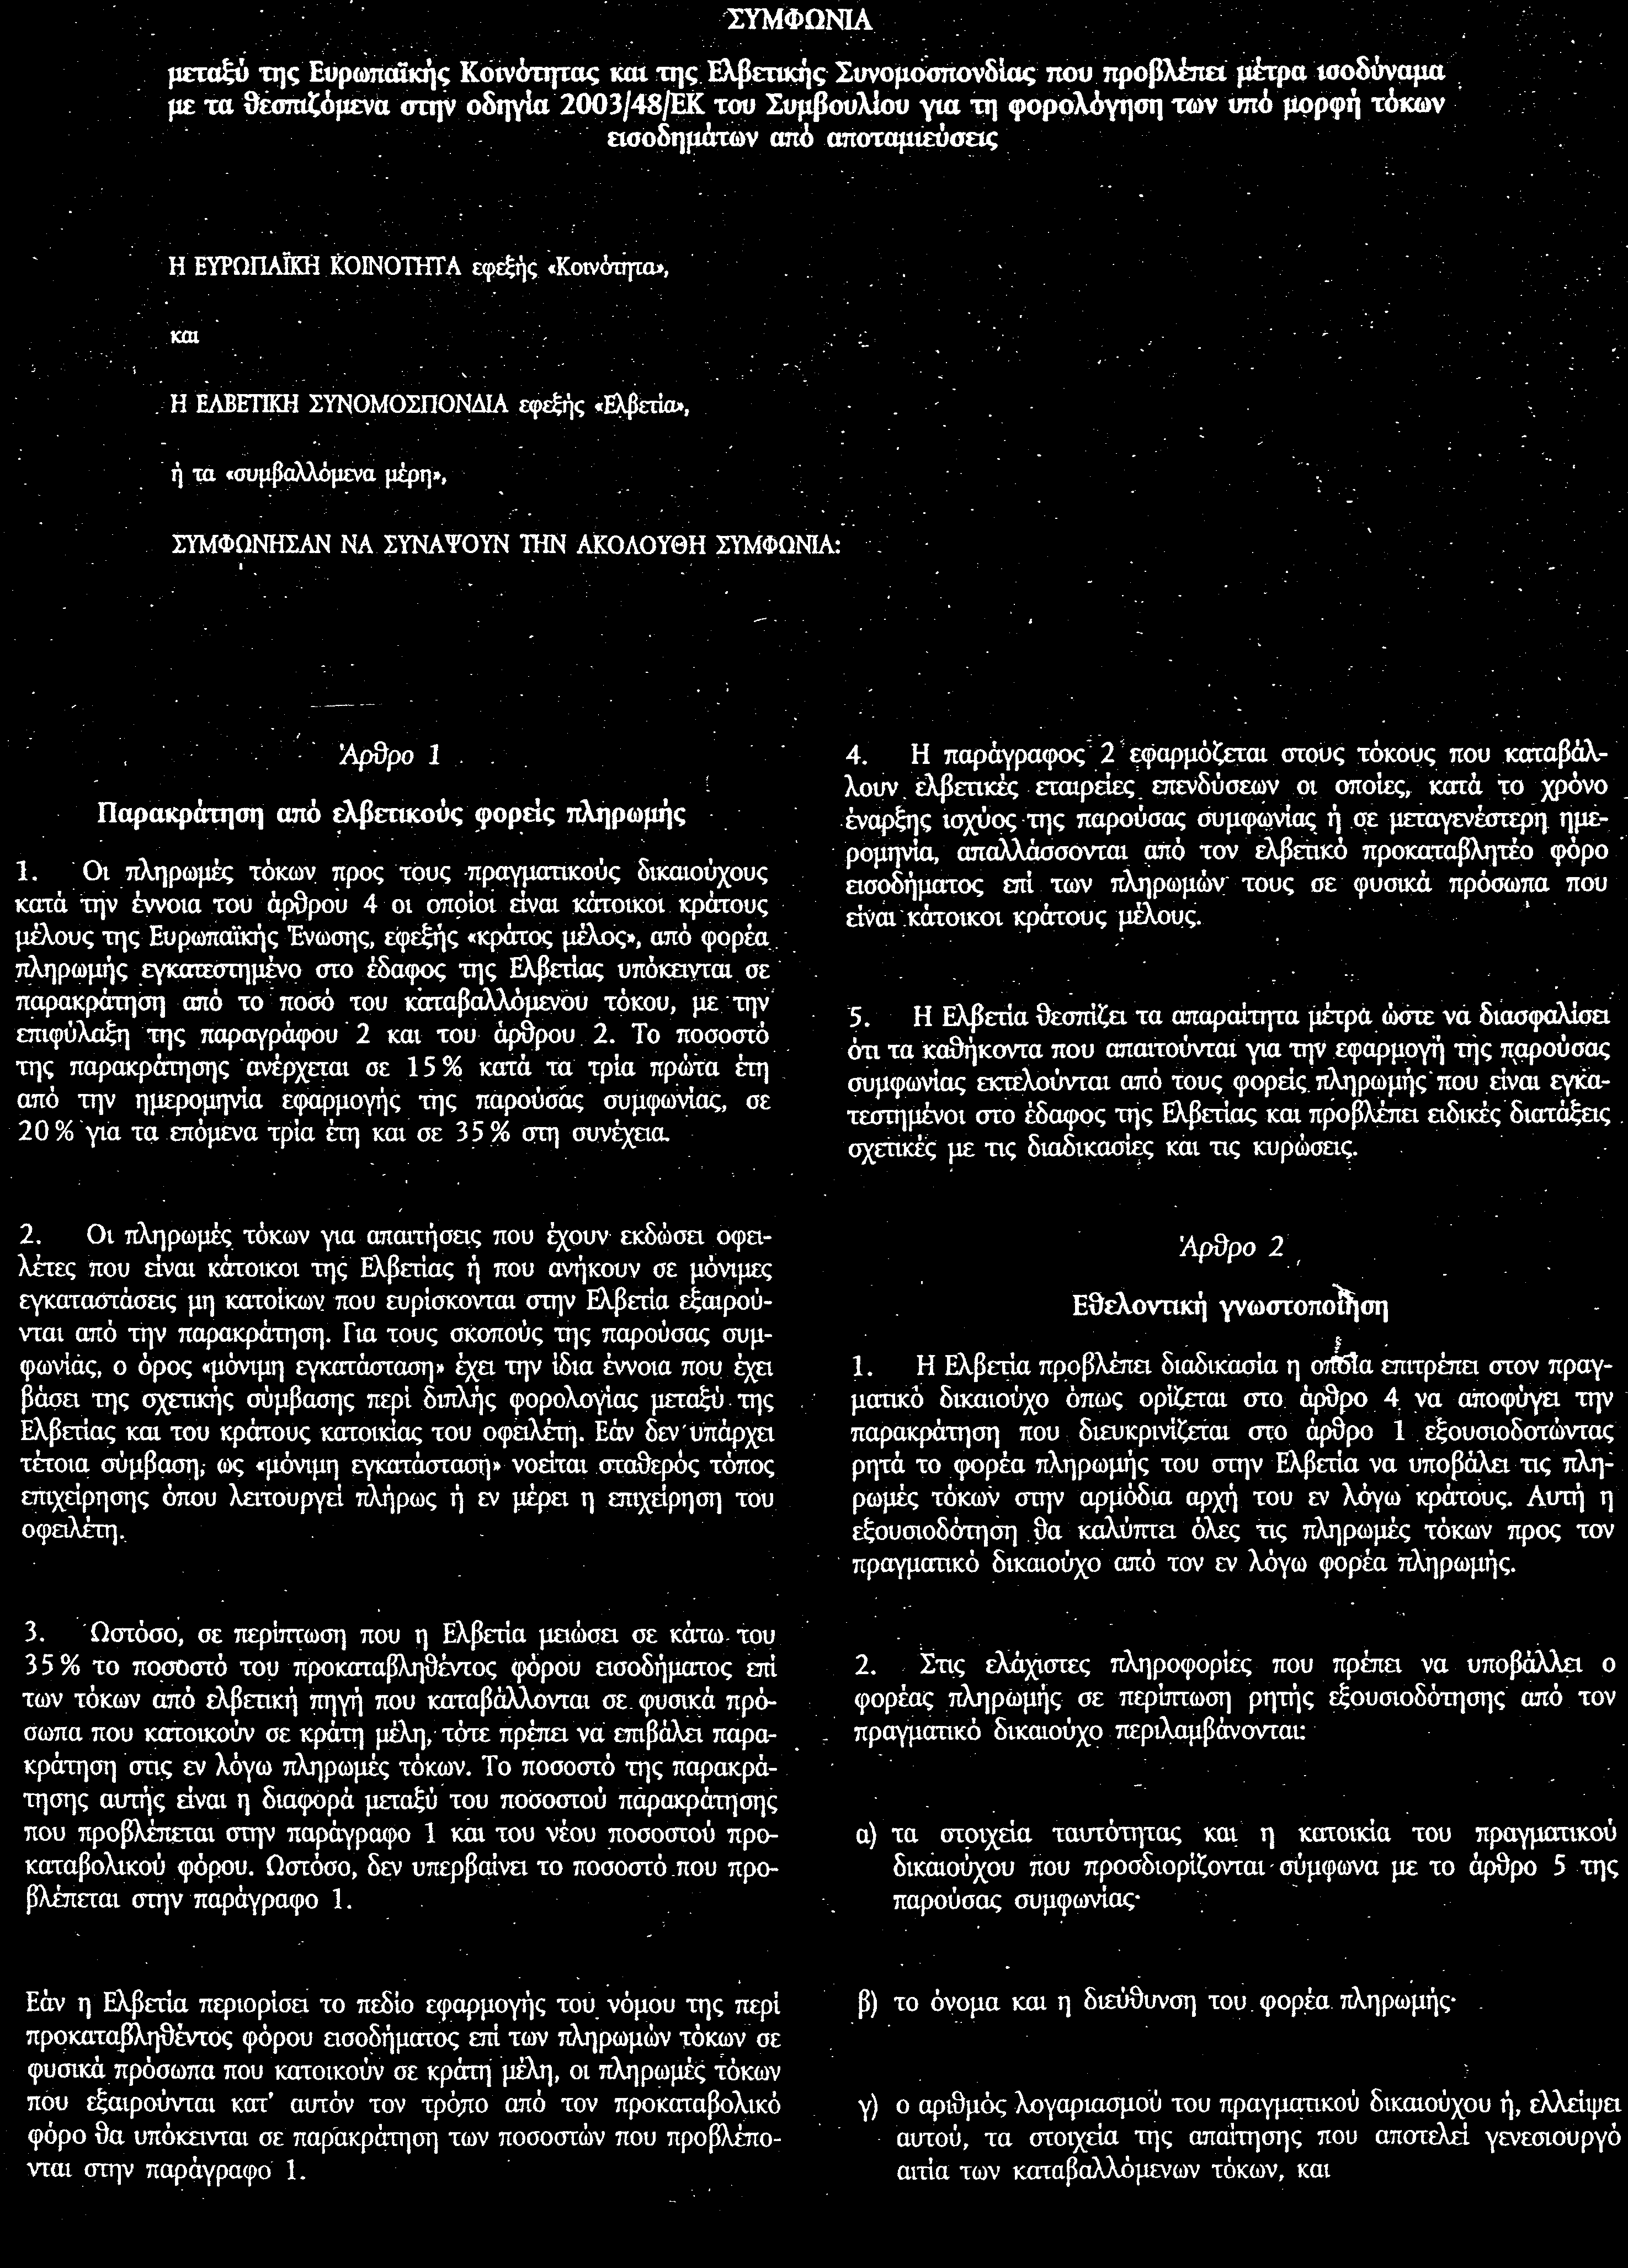 ΣΥΜΦΩΝΙΑ
μεταξύ της Ευρωπαϊκής Κοινότητας και της Ελβετικής Συνομοσπονδίας που προβλέπει μέτρα ισοδύναμα
με τα θεσπιζόμενα στην οδηγία 2003/48/ΕΚ του Συμβουλίου για τη φορολόγηση των υπό μορφή τόκων
εισοδημάτων από αποταμιεύσεις
Η ΕΥΡΩΠΑΪΚΗ ΚΟΙΝΟΤΗΤΑ εφεξής «Κοινότητα»,
και
Η ΕΛΒΕΤΙΚΗ ΣΥΝΟΜΟΣΠΟΝΔΙΑ εφεξής «Ελβετία»,
ή τα «συμβαλλόμενα μέρη»,
ΣΥΜΦΩΝΗΣΑΝ ΝΑ ΣΥΝΑΨΟΥΝ ΤΗΝ ΑΚΟΛΟΥΘΗ ΣΥΜΦΩΝΙΑ:
Άρθρο 1
Παρακράτηση από ελβετικούς φορείς πληρωμής
1. Οι πληρωμές τόκων προς τους πραγματικούς δικαιούχους
κατά την έννοια του άρθρου 4 οι οποίοι είναι κάτοικοι κράτους
μέλους της Ευρωπαϊκής Ένωσης, εφεξής «κράτος μέλος», από φορέα
πληρωμής εγκατεστημένο στο έδαφος της Ελβετίας υπόκεινται σε
παρακράτηση από το ποσό του καταβαλλόμενου τόκου, με την
επιφύλαξη της παραγράφου 2 και του άρθρου 2. Το ποσοστό
της παρακράτησης ανέρχεται σε 15 % κατά τα τρία πρώτα έτη
από την ημερομηνία εφαρμογής της παρούσας συμφωνίας, σε
20 % για τα επόμενα τρία έτη και σε 35 % στη συνέχεια.
2. Οι πληρωμές τόκων για απαιτήσεις που έχουν εκδώσει οφει-
λέτες που είναι κάτοικοι της Ελβετίας ή που ανήκουν σε μόνιμες
εγκαταστάσεις μη κατοίκων που ευρίσκονται στην Ελβετία εξαιρού-
νται από την παρακράτηση. Για τους σκοπούς της παρούσας συμ-
φωνίας, ο όρος «μόνιμη εγκατάσταση» έχει την ίδια έννοια που έχει
βάσει της σχετικής σύμβασης περί διπλής φορολογίας μεταξύ της
Ελβετίας και του κράτους κατοικίας του οφειλέτη. Εάν δεν υπάρχει
τέτοια σύμβαση, ως «μόνιμη εγκατάσταση» νοείται σταθερός τόπος
επιχείρησης όπου λειτουργεί πλήρως ή εν μέρει η επιχείρηση του
οφειλέτη.
3. Ωστόσο, σε περίπτωση που η Ελβετία μειώσει σε κάτω του
35 % το ποσοστό του προκαταβληθέντος φόρου εισοδήματος επί
των τόκων από ελβετική πηγή που καταβάλλονται σε φυσικά πρό-
σωπα που κατοικούν σε κράτη μέλη, τότε πρέπει να επιβάλει παρα-
κράτηση στις εν λόγω πληρωμές τόκων. Το ποσοστό της παρακρά-
τησης αυτής είναι η διαφορά μεταξύ του ποσοστού παρακράτησης
που προβλέπεται στην παράγραφο 1 και του νέου ποσοστού προ-
καταβολικού φόρου. Ωστόσο, δεν υπερβαίνει το ποσοστό που προ-
βλέπεται στην παράγραφο 1.
Εάν η Ελβετία περιορίσει το πεδίο εφαρμογής του νόμου της περί
προκαταβληθέντος φόρου εισοδήματος επί των πληρωμών τόκων σε
φυσικά πρόσωπα που κατοικούν σε κράτη μέλη, οι πληρωμές τόκων
που εξαιρούνται κατ' αυτόν τον τρόπο από τον προκαταβολικό
φόρο θα υπόκεινται σε παρακράτηση των ποσοστών που προβλέπο-
νται στην παράγραφο 1.
4. Η παράγραφος 2 εφαρμόζεται στους τόκους που καταβάλ-
λουν ελβετικές εταιρείες επενδύσεων οι οποίες, κατά το χρόνο
έναρξης ισχύος της παρούσας συμφωνίας ή σε μεταγενέστερη ημε-
ρομηνία, απαλλάσσονται από τον ελβετικό προκαταβλητέο φόρο
εισοδήματος επί των πληρωμών τους σε φυσικά πρόσωπα που
είναι κάτοικοι κράτους μέλους.
5. Η Ελβετία θεσπίζει τα απαραίτητα μέτρα ώστε να διασφαλίσει
ότι τα καθήκοντα που απαιτούνται για την εφαρμογή της παρούσας
συμφωνίας εκτελούνται από τους φορείς πληρωμής που είναι εγκα-
τεστημένοι στο έδαφος της Ελβετίας και προβλέπει ειδικές διατάξεις
σχετικές με τις διαδικασίες και τις κυρώσεις.
Άρθρο 2
Εθελοντική γνωστοποίηση
1. Η Ελβετία προβλέπει διαδικασία η οποία επιτρέπει στον πραγ-
ματικό δικαιούχο όπως ορίζεται στο άρθρο 4 να αποφύγει την
παρακράτηση που διευκρινίζεται στο άρθρο 1 εξουσιοδοτώντας
ρητά το φορέα πληρωμής του στην Ελβετία να υποβάλει τις πλη-
ρωμές τόκων στην αρμόδια αρχή του εν λόγω κράτους. Αυτή η
εξουσιοδότηση θα καλύπτει όλες τις πληρωμές τόκων προς τον
πραγματικό δικαιούχο από τον εν λόγω φορέα πληρωμής.
2. Στις ελάχιστες πληροφορίες που πρέπει να υποβάλλει ο
φορέας πληρωμής σε περίπτωση ρητής εξουσιοδότησης από τον
πραγματικό δικαιούχο περιλαμβάνονται:
α) τα στοιχεία ταυτότητας και η κατοικία του πραγματικού
δικαιούχου που προσδιορίζονται σύμφωνα με το άρθρο 5 της
παρούσας συμφωνίας·
β) το όνομα και η διεύθυνση του φορέα πληρωμής·
γ) ο αριθμός λογαριασμού του πραγματικού δικαιούχου ή, ελλείψει
αυτού, τα στοιχεία της απαίτησης που αποτελεί γενεσιουργό
αιτία των καταβαλλόμενων τόκων, και